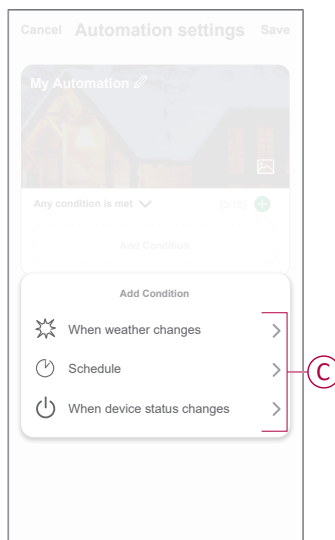 Cancel Automation settings Save
My Automation
Any condition is met (0/10)
Add Condition
Add Condition
When weather changes
Schedule
When device status changes
C